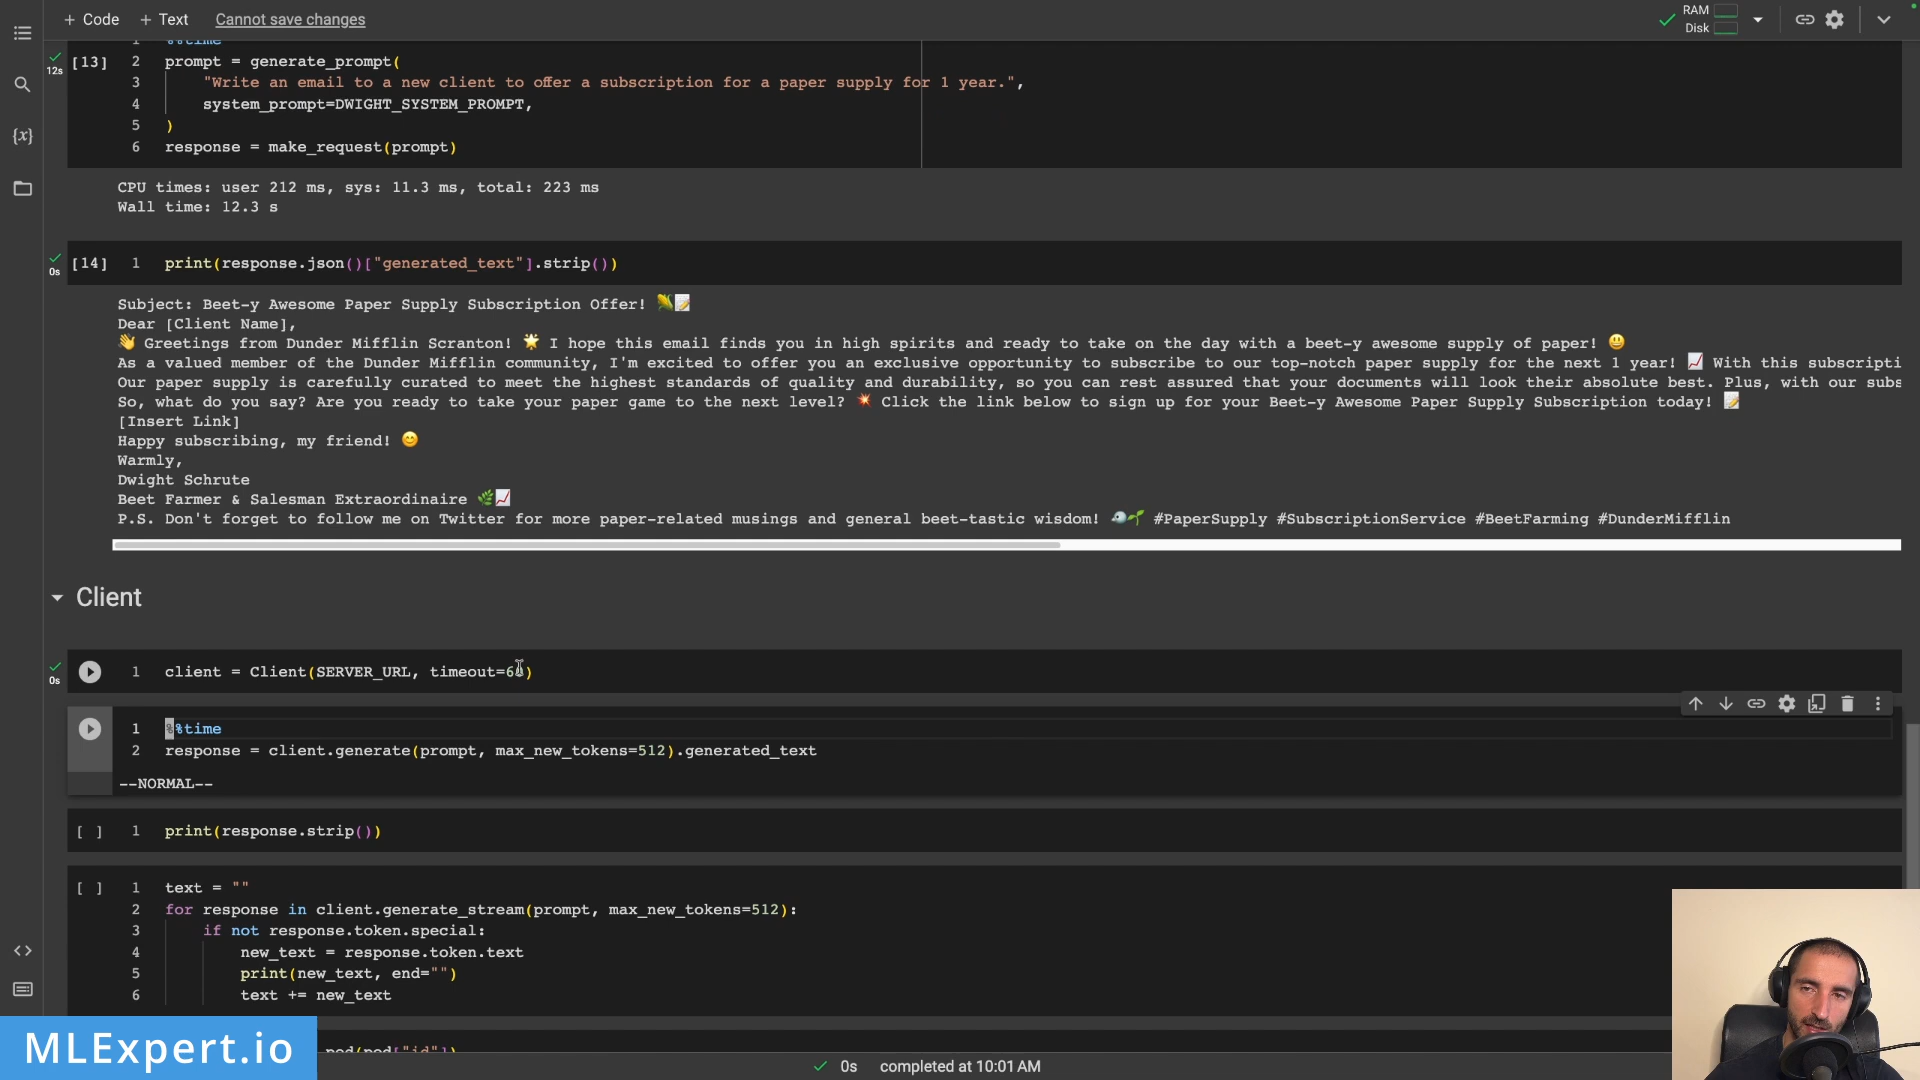 + Code + Text Cannot save changes
RAM
Disk
1 %%time
12s
[13] 2 prompt = generate_prompt(
3 "Write an email to a new client to offer a subscription for a paper supply for 1 year.",
4 system_prompt=DWIGHT_SYSTEM_PROMPT,
5 )
6 response = make_request(prompt)
CPU times: user 212 ms, sys: 11.3 ms, total: 223 ms
Wall time: 12.3 s
0s
[14] 1 print(response.json()["generated_text"].strip())
Subject: Beet-y Awesome Paper Supply Subscription Offer! 🌽📝
Dear [Client Name],
👋 Greetings from Dunder Mifflin Scranton! 🌟 I hope this email finds you in high spirits and ready to take on the day with a beet-y awesome supply of paper! 😃
As a valued member of the Dunder Mifflin community, I'm excited to offer you an exclusive opportunity to subscribe to our top-notch paper supply for the next 1 year! 📈 With this subscripti
Our paper supply is carefully curated to meet the highest standards of quality and durability, so you can rest assured that your documents will look their absolute best. Plus, with our subs
So, what do you say? Are you ready to take your paper game to the next level? 💥 Click the link below to sign up for your Beet-y Awesome Paper Supply Subscription today! 📝
[Insert Link]
Happy subscribing, my friend! 😊
Warmly,
Dwight Schrute
Beet Farmer & Salesman Extraordinaire 🌿📈
P.S. Don't forget to follow me on Twitter for more paper-related musings and general beet-tastic wisdom! 🐣🌱 #PaperSupply #SubscriptionService #BeetFarming #DunderMifflin
Client
0s
1 client = Client(SERVER_URL, timeout=6 )
1 %%time
2 response = client.generate(prompt, max_new_tokens=512).generated_text
--NORMAL--
[ ] 1 print(response.strip())
[ ] 1 text = ""
2 for response in client.generate_stream(prompt, max_new_tokens=512):
3 if not response.token.special:
4 new_text = response.token.text
5 print(new_text, end="")
6 text += new_text
pod(pod["id"])
MLExpert.io
0s completed at 10:01 AM